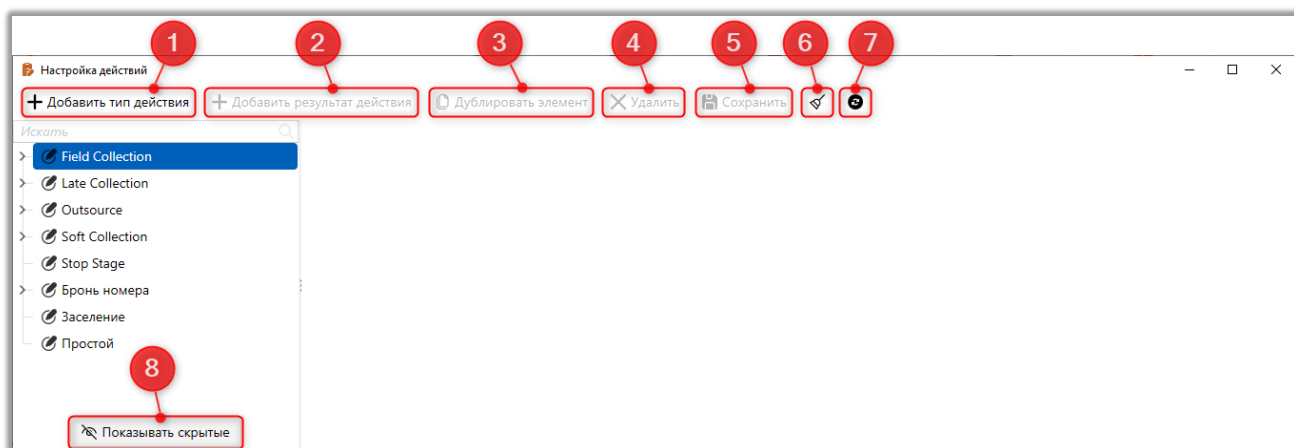 1 2 3 4 5 6 7
Настройка действий
Добавить тип действия Добавить результат действия Дублировать элемент Удалить Сохранить
Искать
Field Collection
Late Collection
Outsource
Soft Collection
Stop Stage
Бронь номера
Заселение
Простой
8
Показывать скрытые